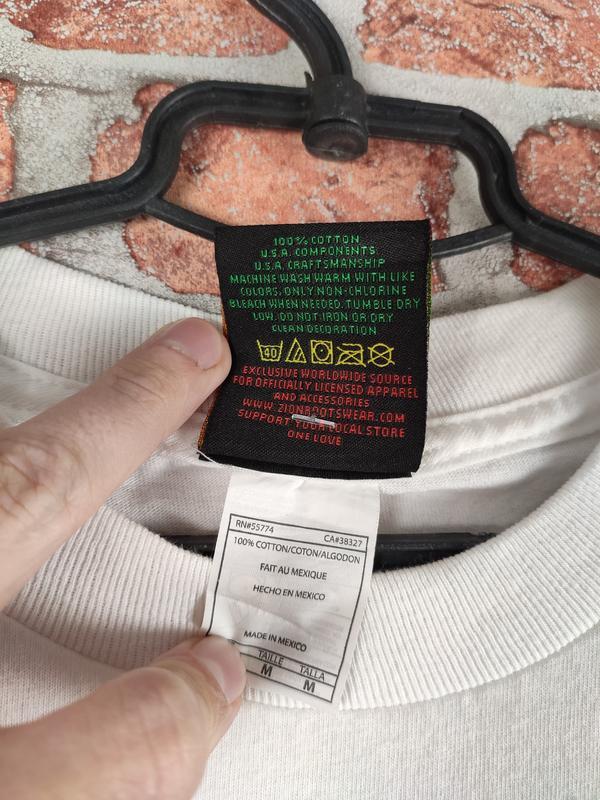 100% COTTON
U.S.A. COMPONENTS
U.S.A. CRAFTSMANSHIP
MACHINE WASH WARM WITH LIKE
COLORS. ONLY NON-CHLORINE
BLEACH WHEN NEEDED. TUMBLE DRY
LOW. DO NOT IRON OR DRY
CLEAN DECORATION
40
EXCLUSIVE WORLDWIDE SOURCE
FOR OFFICIALLY LICENSED APPAREL
AND ACCESSORIES
WWW.ZIONROOTSWEAR.COM
SUPPORT YOUR LOCAL STORE
ONE LOVE
RN#55774 CA#38327
100% COTTON/COTON/ALGODON
FAIT AU MEXIQUE
HECHO EN MEXICO
MADE IN MEXICO
TAILLE TALLA
M M